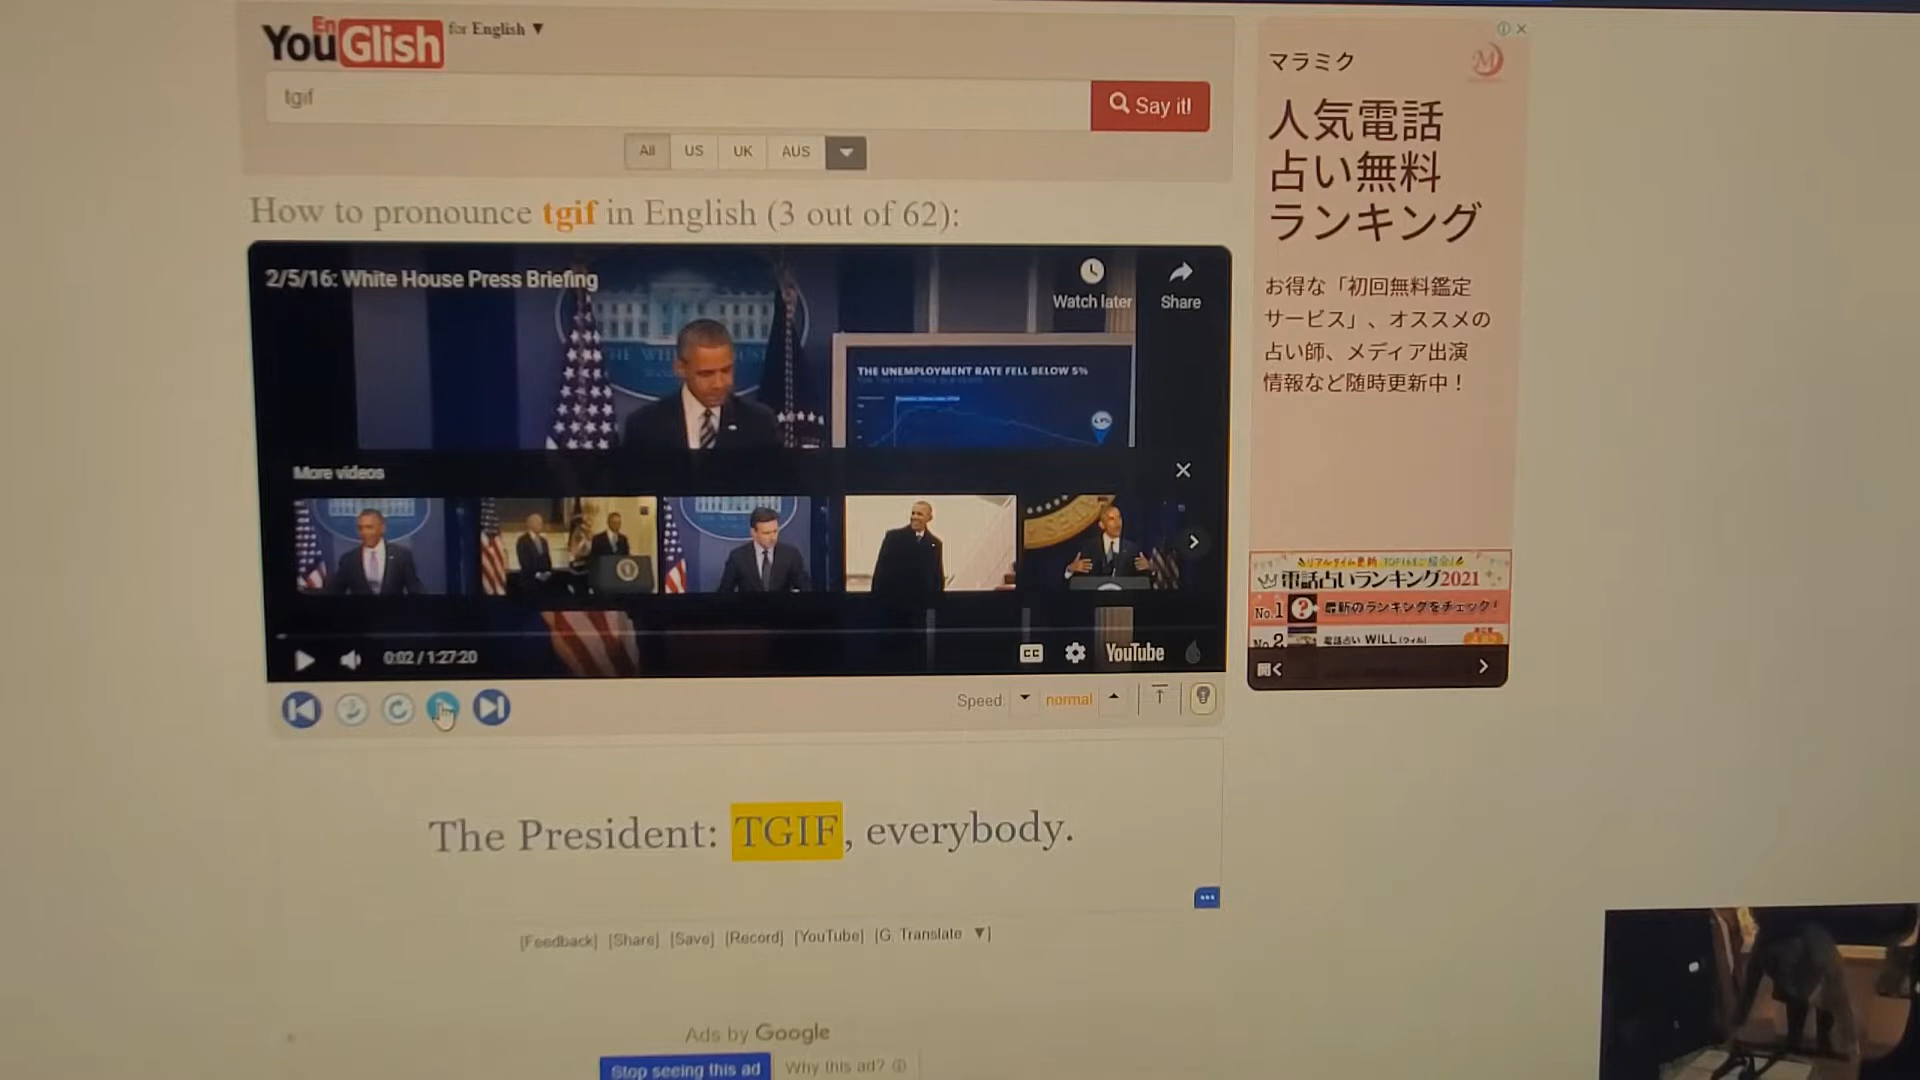 YouEnGlish for English ▼
tgif
Say it!
All US UK AUS
How to pronounce tgif in English (3 out of 62):
2/5/16: White House Press Briefing
Watch later
Share
THE UNEMPLOYMENT RATE FELL BELOW 5%
More videos
0:02 / 1:27:20
CC
YouTube
Speed: normal
The President: TGIF, everybody.
[Feedback] [Share] [Save] [Record] [YouTube] [G. Translate ▼]
Ads by Google
Stop seeing this ad
Why this ad?
マラミク
人気電話
占い無料
ランキング
お得な「初回無料鑑定
サービス」、オススメの
占い師、メディア出演
情報など随時更新中！
電話占いランキング2021
No.1 最新のランキングをチェック！
No.2 電話占い WILL
開く